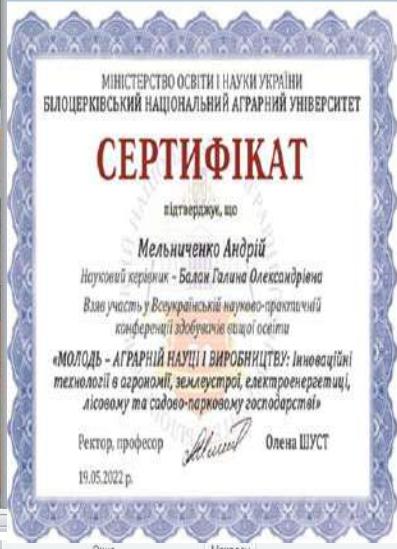 МІНІСТЕРСТВО ОСВІТИ І НАУКИ УКРАЇНИ
БІЛОЦЕРКІВСЬКИЙ НАЦІОНАЛЬНИЙ АГРАРНИЙ УНІВЕРСИТЕТ
СЕРТИФІКАТ
підтверджує, що
Мельниченко Андрій
Науковий керівник – Балан Галина Олександрівна
Взяв участь у Всеукраїнській науково-практичній
конференції здобувачів вищої освіти
«МОЛОДЬ – АГРАРНІЙ НАУЦІ І ВИРОБНИЦТВУ: Інноваційні
технології в агрономії, землеустрої, електроенергетиці,
лісовому та садово-парковому господарстві»
Ректор, професор Олена ШУСТ
19.05.2022 р.